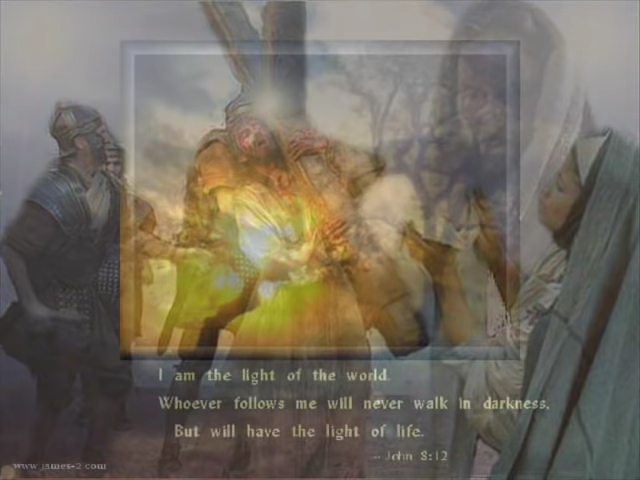 I am the light of the world.
Whoever follows me will never walk in darkness,
But will have the light of life.
-- John 8:12
www.james-2.com